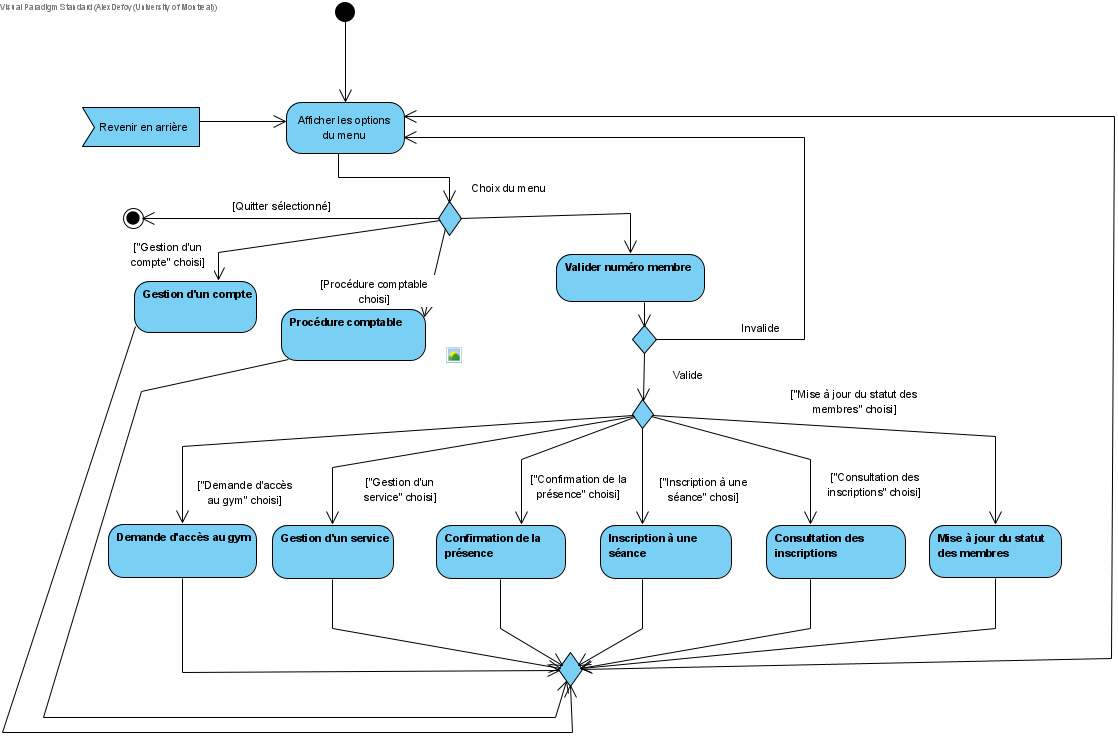 Visual Paradigm Standard (Alex Defoy (University of Montreal))
Afficher les options
du menu
Revenir en arrière
Choix du menu
[Quitter sélectionné]
["Gestion d'un
compte" choisi]
Valider numéro membre
[Procédure comptable
choisi]
Gestion d'un compte
Procédure comptable
Invalide
Valide
["Mise à jour du statut des
membres" choisi]
["Demande d'accès
au gym" choisi]
["Gestion d'un
service" choisi]
["Confirmation de la
présence" choisi]
["Inscription à une
séance" chosi]
["Consultation des
inscriptions" choisi]
Demande d'accès au gym
Gestion d'un service
Confirmation de la
présence
Inscription à une
séance
Consultation des
inscriptions
Mise à jour du statut
des membres